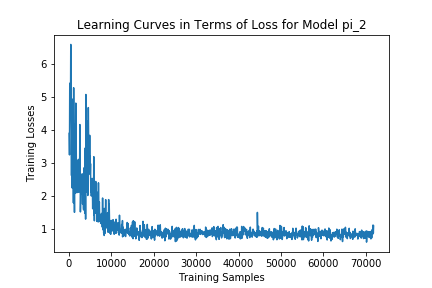 Learning Curves in Terms of Loss for Model pi_2
6
5
4
3
2
1
Training Losses
0 10000 20000 30000 40000 50000 60000 70000
Training Samples